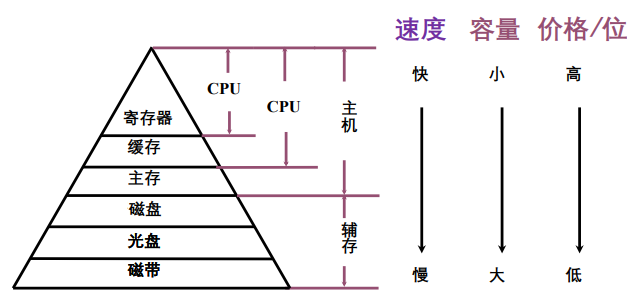 速度 容量 价格/位
快 小 高
CPU
CPU
主机
寄存器
缓存
主存
磁盘
光盘
磁带
辅存
慢 大 低